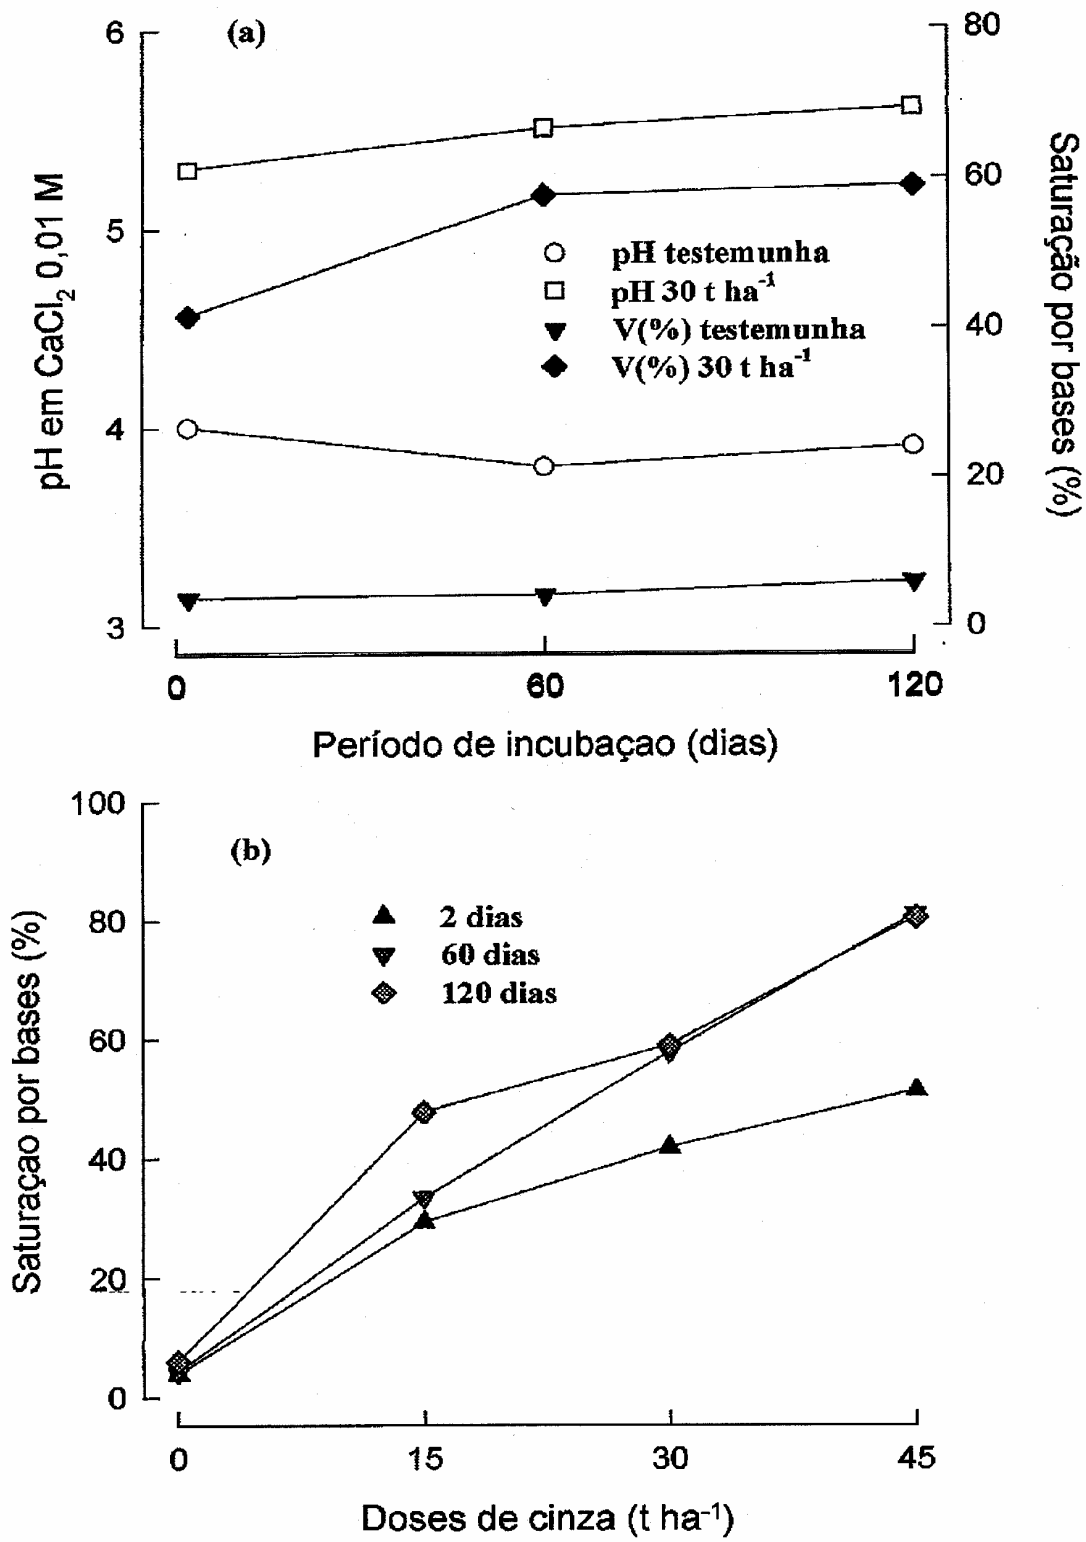 (a)
6
5
4
3
pH em CaCl₂ 0,01 M
80
60
40
20
0
Saturação por bases (%)
pH testemunha
pH 30 t ha⁻¹
V(%) testemunha
V(%) 30 t ha⁻¹
0 60 120
Período de incubaçao (dias)
(b)
100
80
60
40
20
0
Saturaçao por bases (%)
2 dias
60 dias
120 dias
0 15 30 45
Doses de cinza (t ha⁻¹)